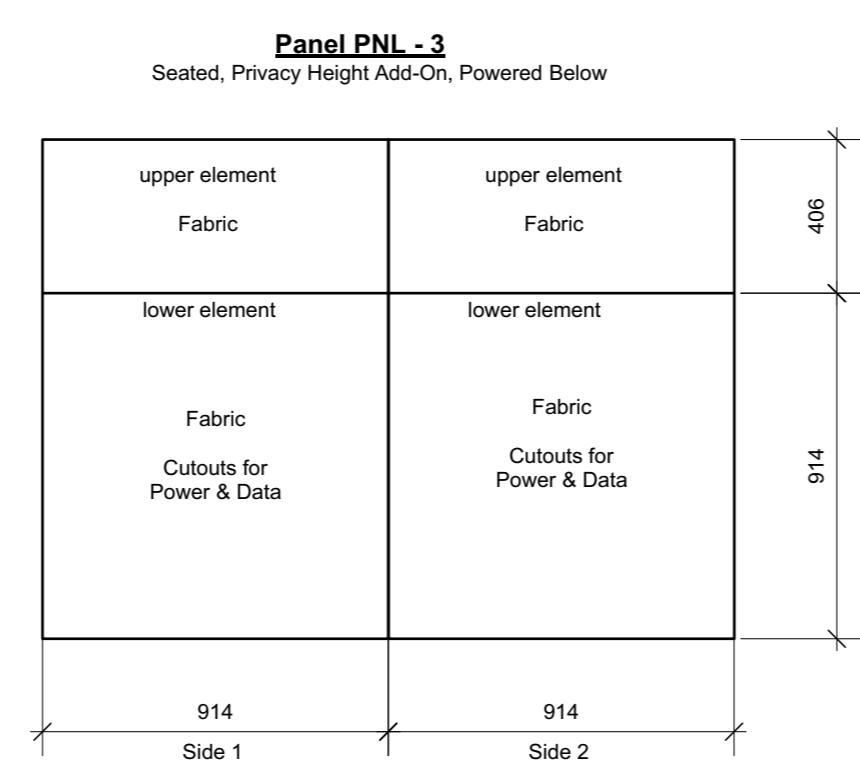 Panel PNL - 3
Seated, Privacy Height Add-On, Powered Below
upper element
Fabric
upper element
Fabric
406
lower element
Fabric
Cutouts for
Power & Data
lower element
Fabric
Cutouts for
Power & Data
914
914
Side 1
914
Side 2